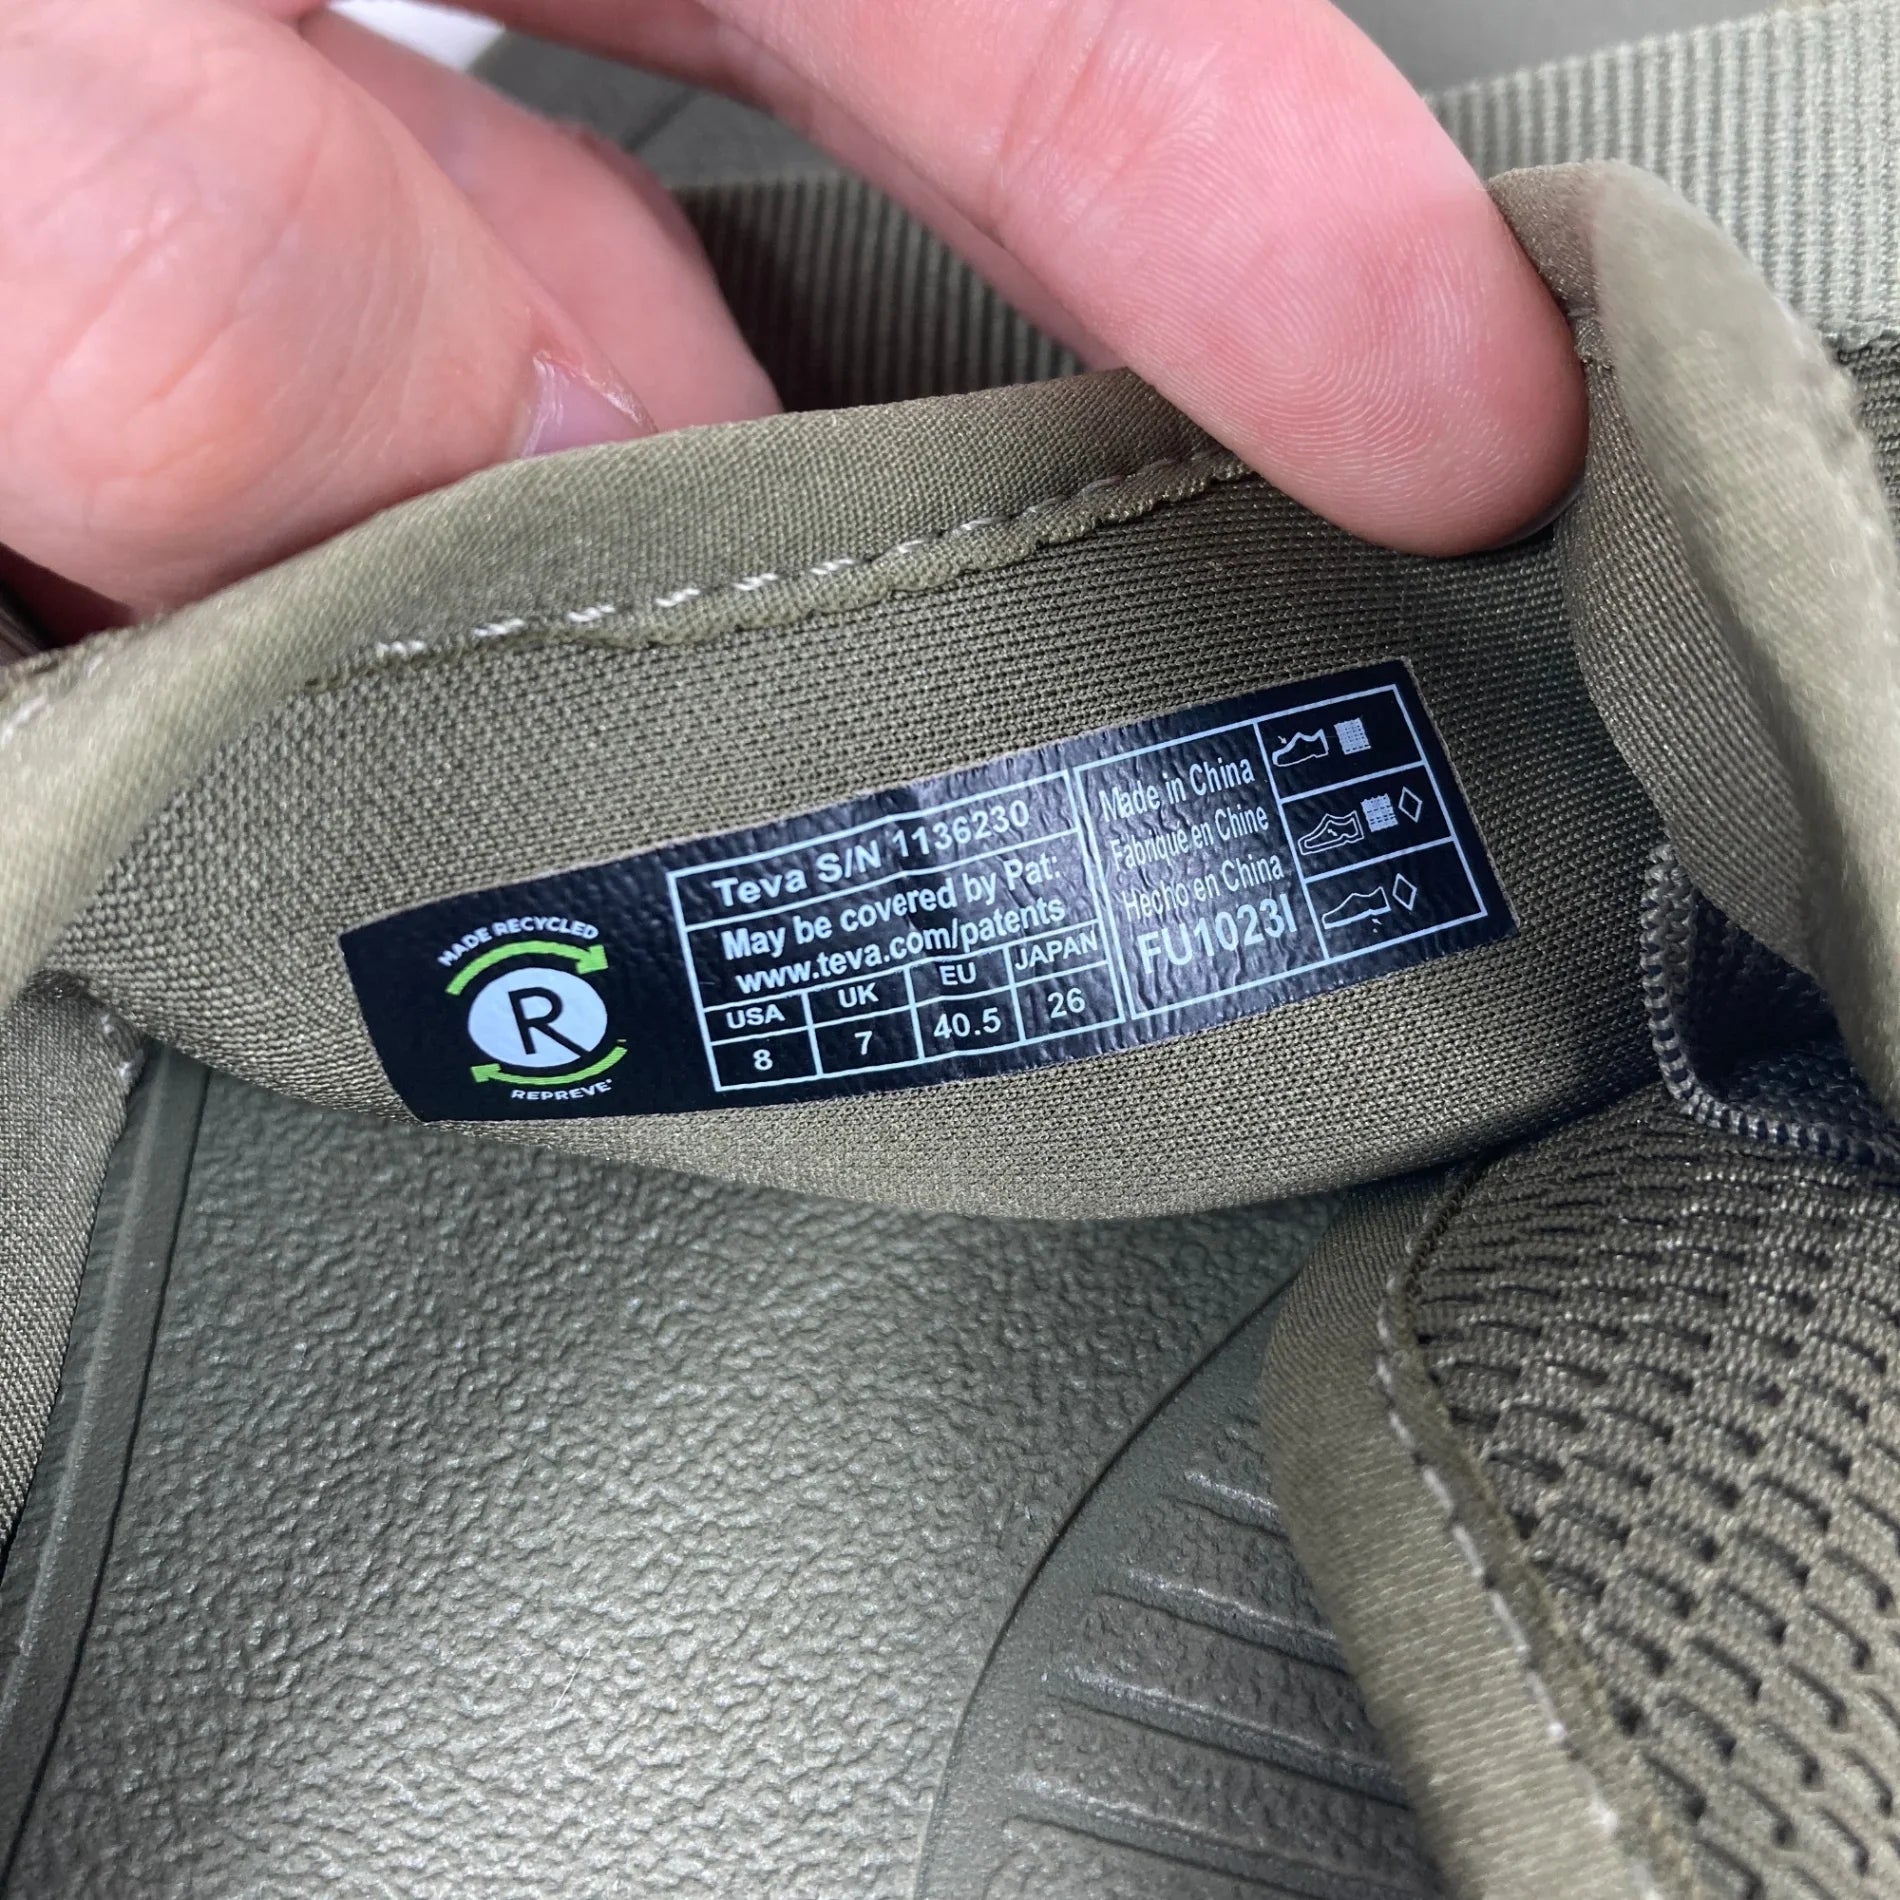 MADE RECYCLED
R
REPREVE®
Teva S/N 1136230
May be covered by Pat:
www.teva.com/patents
USA UK EU JAPAN
8 7 40.5 26
Made in China
Fabriqué en Chine
Hecho en China
FU1023I